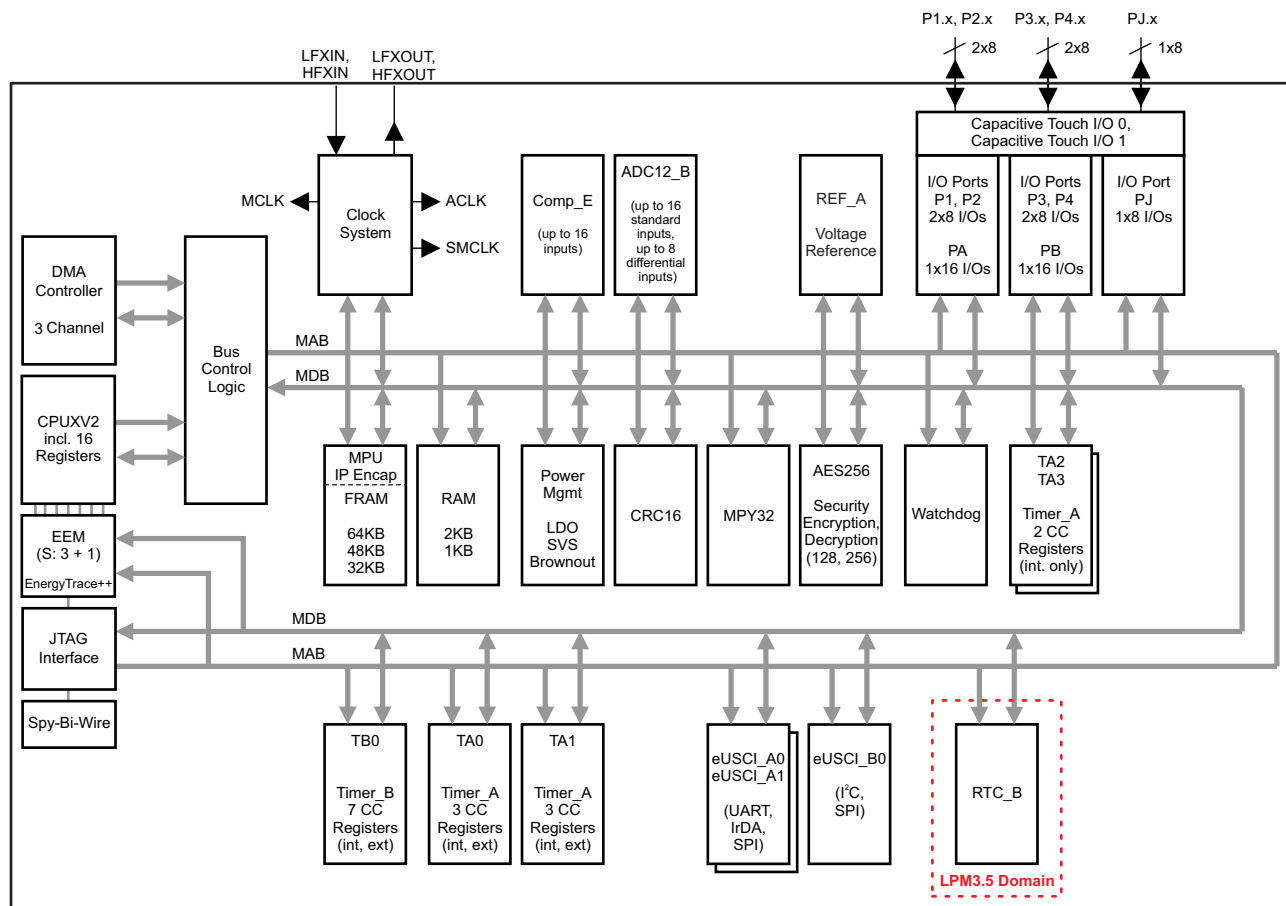 P1.x, P2.x
P3.x, P4.x
PJ.x
2x8
2x8
1x8
LFXIN,
HFXIN
LFXOUT,
HFXOUT
Capacitive Touch I/O 0,
Capacitive Touch I/O 1
MCLK
Clock
System
ACLK
SMCLK
Comp_E
(up to 16
inputs)
ADC12_B
(up to 16
standard
inputs,
up to 8
differential
inputs)
REF_A
Voltage
Reference
I/O Ports
P1, P2
2x8 I/Os
PA
1x16 I/Os
I/O Ports
P3, P4
2x8 I/Os
PB
1x16 I/Os
I/O Port
PJ
1x8 I/Os
DMA
Controller
3 Channel
Bus
Control
Logic
MAB
MDB
CPUXV2
incl. 16
Registers
MPU
IP Encap
FRAM
64KB
48KB
32KB
RAM
2KB
1KB
Power
Mgmt
LDO
SVS
Brownout
CRC16
MPY32
AES256
Security
Encryption,
Decryption
(128, 256)
Watchdog
TA2
TA3
Timer_A
2 CC
Registers
(int. only)
EEM
(S: 3 + 1)
EnergyTrace++
JTAG
Interface
Spy-Bi-Wire
MDB
MAB
TB0
Timer_B
7 CC
Registers
(int, ext)
TA0
Timer_A
3 CC
Registers
(int, ext)
TA1
Timer_A
3 CC
Registers
(int, ext)
eUSCI_A0
eUSCI_A1
(UART,
IrDA,
SPI)
eUSCI_B0
(I²C,
SPI)
RTC_B
LPM3.5 Domain